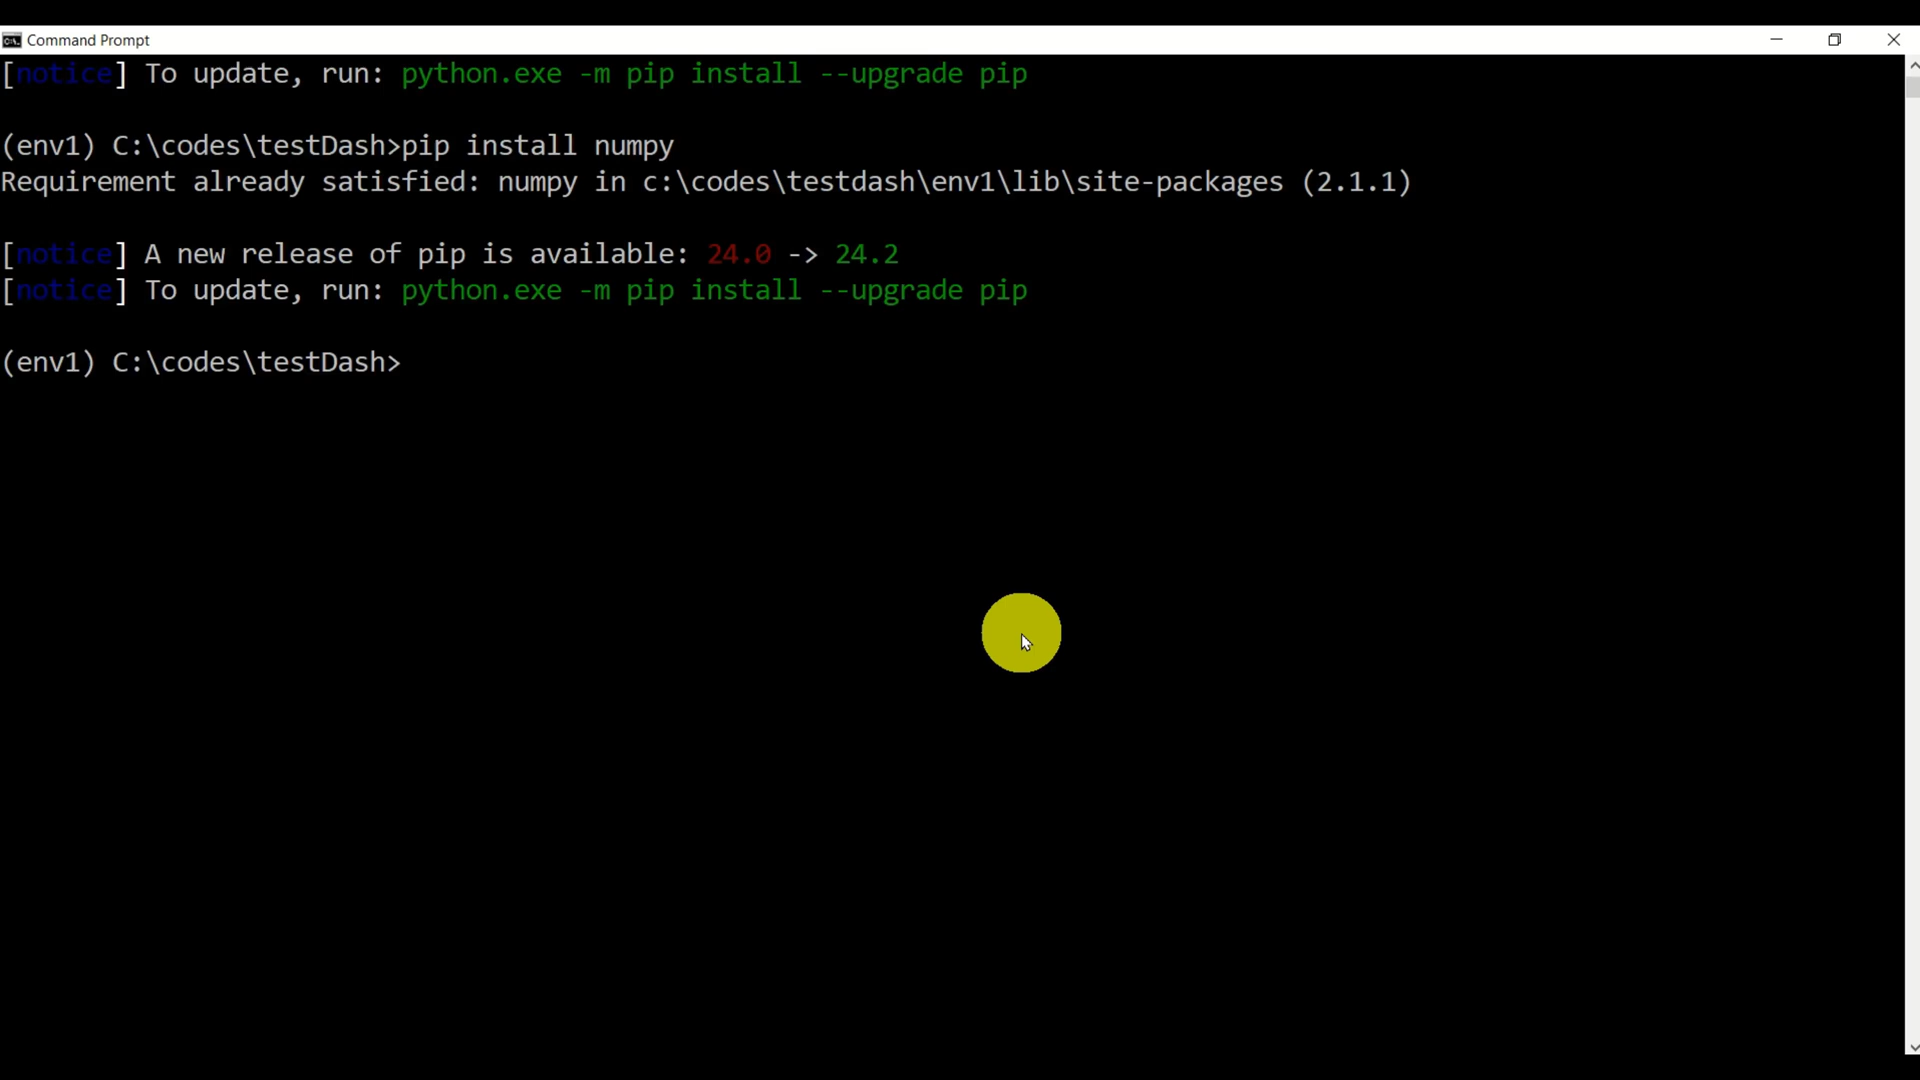 Command Prompt
[notice] To update, run: python.exe -m pip install --upgrade pip
(env1) C:\codes\testDash>pip install numpy
Requirement already satisfied: numpy in c:\codes\testdash\env1\lib\site-packages (2.1.1)
[notice] A new release of pip is available: 24.0 -> 24.2
[notice] To update, run: python.exe -m pip install --upgrade pip
(env1) C:\codes\testDash>